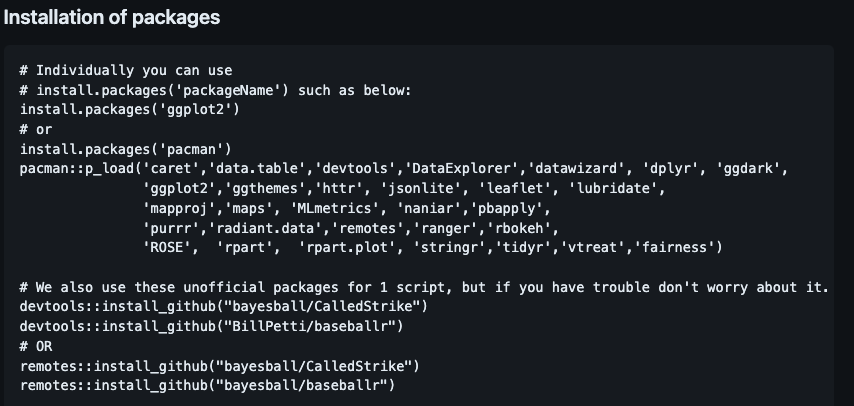 Installation of packages
# Individually you can use
# install.packages('packageName') such as below:
install.packages('ggplot2')
# or
install.packages('pacman')
pacman::p_load('caret','data.table','devtools','DataExplorer','datawizard', 'dplyr', 'ggdark',
'ggplot2','ggthemes','httr', 'jsonlite', 'leaflet', 'lubridate',
'mapproj','maps', 'MLmetrics', 'naniar','pbapply',
'purrr','radiant.data','remotes','ranger','rbokeh',
'ROSE',  'rpart',  'rpart.plot', 'stringr','tidyr','vtreat','fairness')
# We also use these unofficial packages for 1 script, but if you have trouble don't worry about it.
devtools::install_github("bayesball/CalledStrike")
devtools::install_github("BillPetti/baseballr")
# OR
remotes::install_github("bayesball/CalledStrike")
remotes::install_github("bayesball/baseballr")